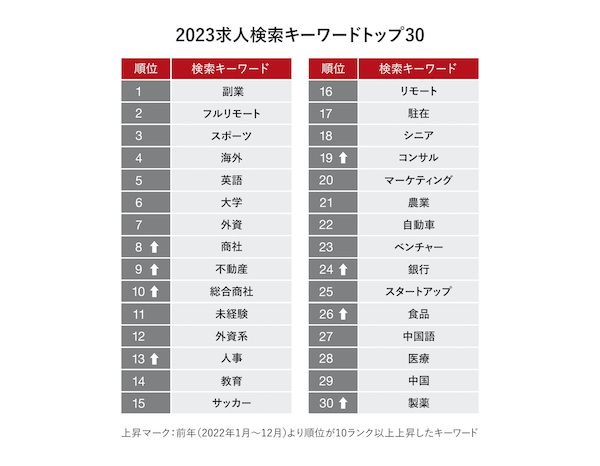 2023求人検索キーワードトップ30
順位 検索キーワード
1 副業
2 フルリモート
3 スポーツ
4 海外
5 英語
6 大学
7 外資
8 ⬆ 商社
9 ⬆ 不動産
10 ⬆ 総合商社
11 未経験
12 外資系
13 ⬆ 人事
14 教育
15 サッカー
順位 検索キーワード
16 リモート
17 駐在
18 シニア
19 ⬆ コンサル
20 マーケティング
21 農業
22 自動車
23 ベンチャー
24 ⬆ 銀行
25 スタートアップ
26 ⬆ 食品
27 中国語
28 医療
29 中国
30 ⬆ 製薬
上昇マーク：前年（2022年1月〜12月）より順位が10ランク以上上昇したキーワード